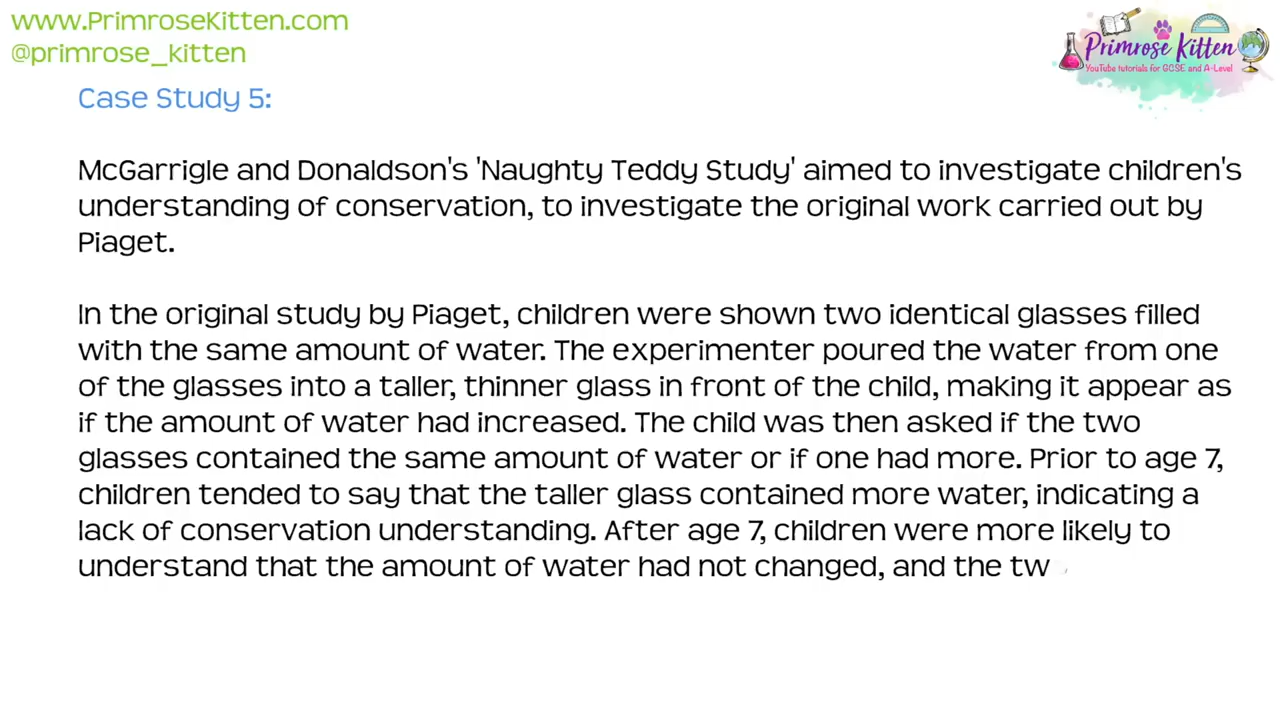 www.PrimroseKitten.com
@primrose_kitten
Primrose Kitten
YouTube tutorials for GCSE and A-Level
Case Study 5:
McGarrigle and Donaldson's 'Naughty Teddy Study' aimed to investigate children's
understanding of conservation, to investigate the original work carried out by
Piaget.
In the original study by Piaget, children were shown two identical glasses filled
with the same amount of water. The experimenter poured the water from one
of the glasses into a taller, thinner glass in front of the child, making it appear as
if the amount of water had increased. The child was then asked if the two
glasses contained the same amount of water or if one had more. Prior to age 7,
children tended to say that the taller glass contained more water, indicating a
lack of conservation understanding. After age 7, children were more likely to
understand that the amount of water had not changed, and the tw